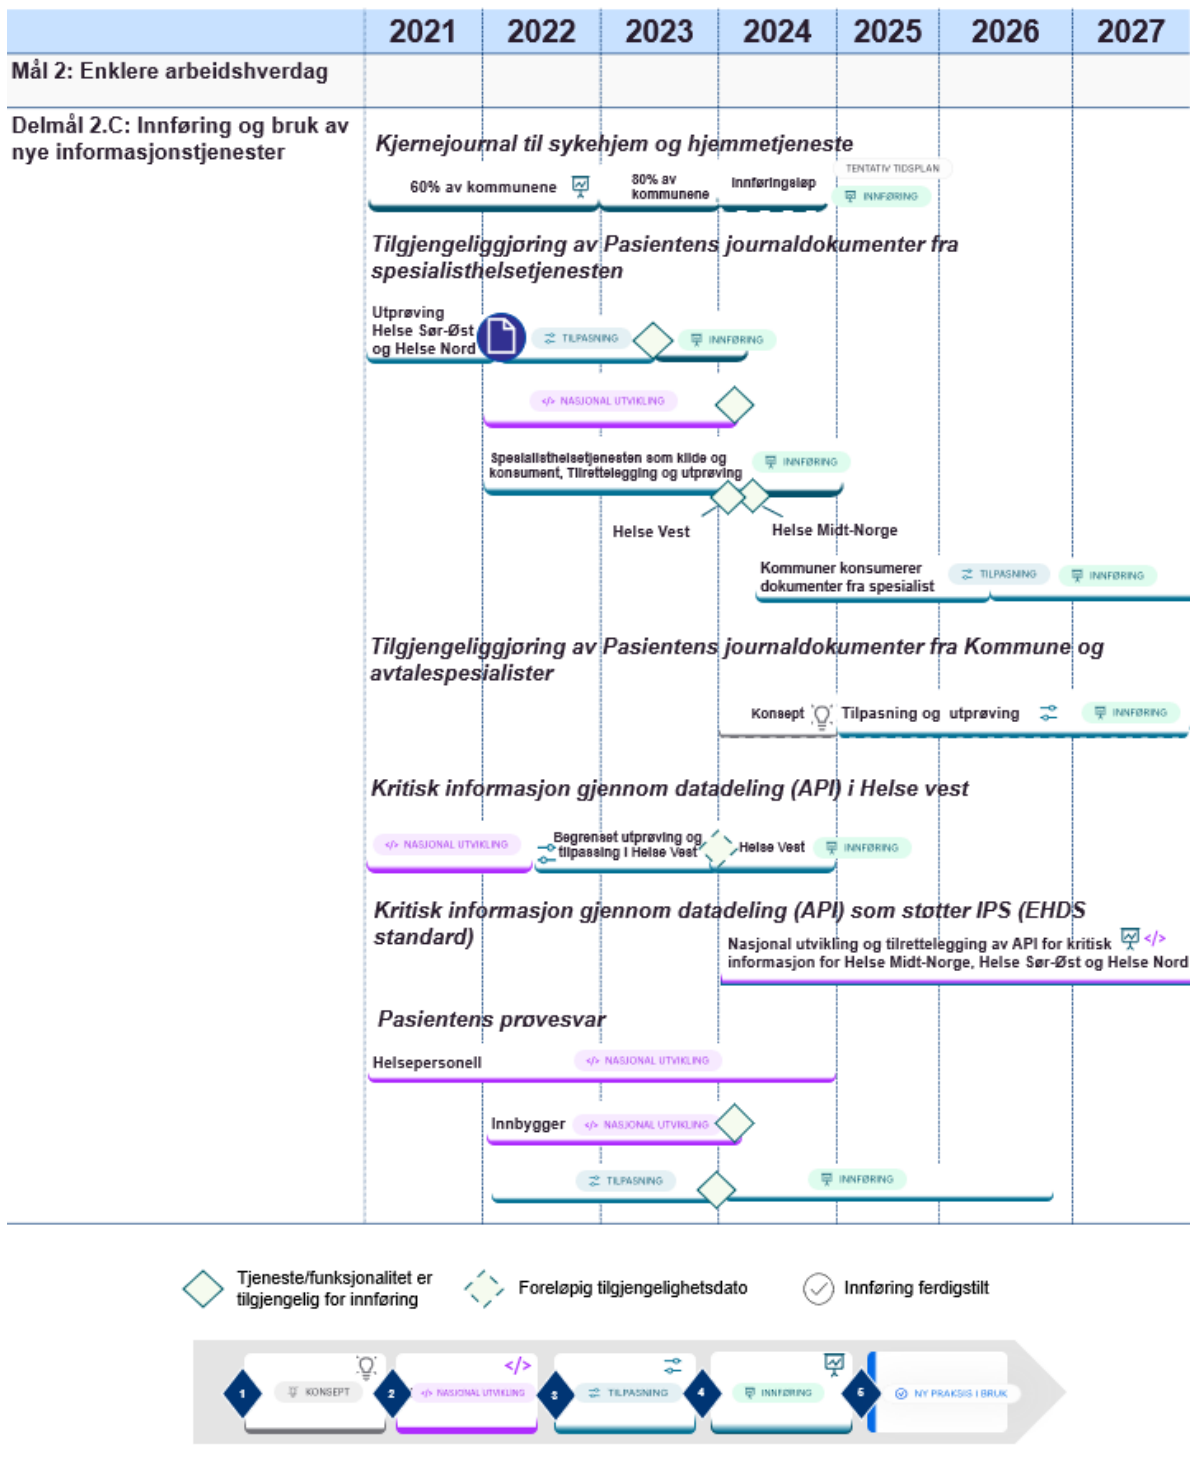 2021 2022 2023 2024 2025 2026 2027
Mål 2: Enklere arbeidshverdag
Delmål 2.C: Innføring og bruk av
nye informasjonstjenester
Kjernejournal til sykehjem og hjemmetjeneste
TENTATIV TIDSPLAN
60% av kommunene
80% av
kommunene
Innføringsløp
INNFØRING
Tilgjengeliggjøring av Pasientens journaldokumenter fra
spesialisthelsetjenesten
Utprøving
Helse Sør-Øst
og Helse Nord
TILPASNING
INNFØRING
</> NASJONAL UTVIKLING
Spesialisthelsetjenesten som kilde og
konsument, Tilrettelegging og utprøving
INNFØRING
Helse Vest
Helse Midt-Norge
Kommuner konsumerer
dokumenter fra spesialist
TILPASNING
INNFØRING
Tilgjengeliggjøring av Pasientens journaldokumenter fra Kommune og
avtalespesialister
Konsept
Tilpasning og utprøving
INNFØRING
Kritisk informasjon gjennom datadeling (API) i Helse vest
</> NASJONAL UTVIKLING
Begrenset utprøving og
tilpassing i Helse Vest
Helse Vest
INNFØRING
Kritisk informasjon gjennom datadeling (API) som støtter IPS (EHDS
standard)
Nasjonal utvikling og tilrettelegging av API for kritisk </>
informasjon for Helse Midt-Norge, Helse Sør-Øst og Helse Nord
Pasientens prøvesvar
Helsepersonell
</> NASJONAL UTVIKLING
Innbygger
</> NASJONAL UTVIKLING
TILPASNING
INNFØRING
Tjeneste/funksjonalitet er
tilgjengelig for innføring
Foreløpig tilgjengelighetsdato
Innføring ferdigstilt
1
KONSEPT
2
</>
</> NASJONAL UTVIKLING
3
TILPASNING
4
INNFØRING
5
NY PRAKSIS I BRUK